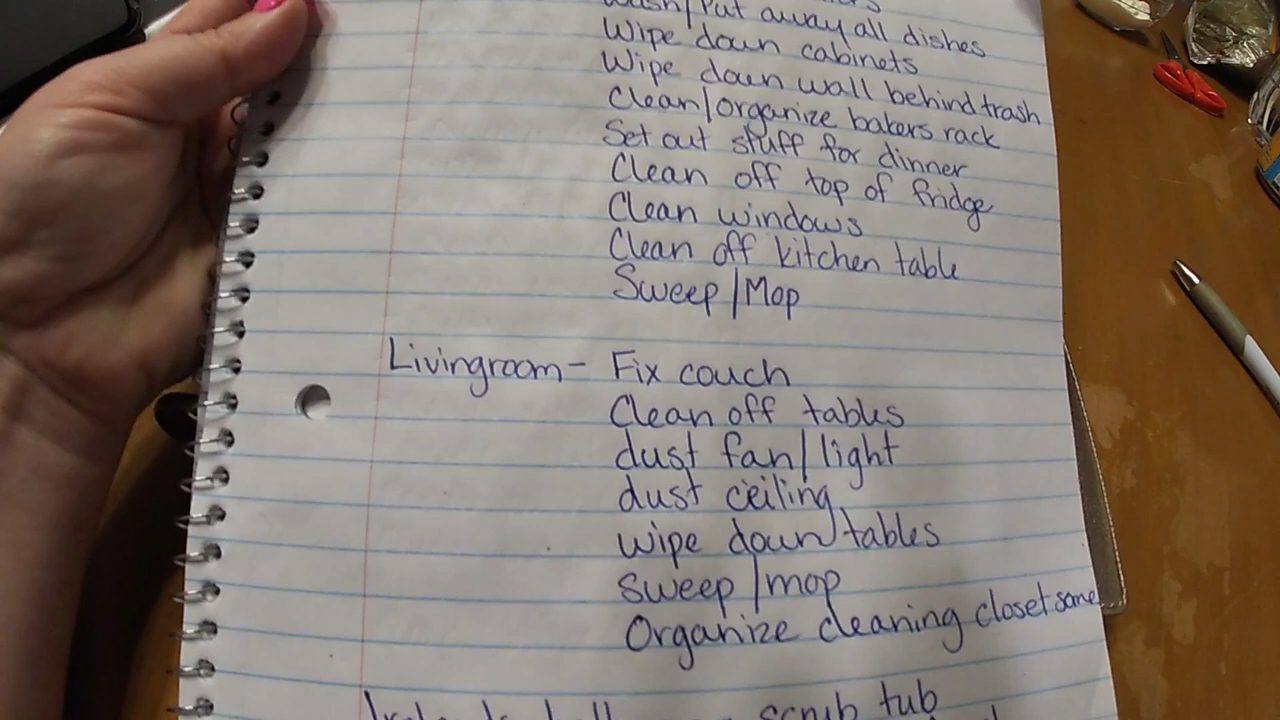 Wash/Put away all dishes
Wipe down cabinets
Wipe down wall behind trash
Clean/organize bakers rack
Set out stuff for dinner
Clean off top of fridge
Clean windows
Clean off kitchen table
Sweep/Mop
Livingroom- Fix couch
Clean off tables
dust fan/light
dust ceiling
wipe down tables
sweep/mop
Organize cleaning closet some
scrub tub